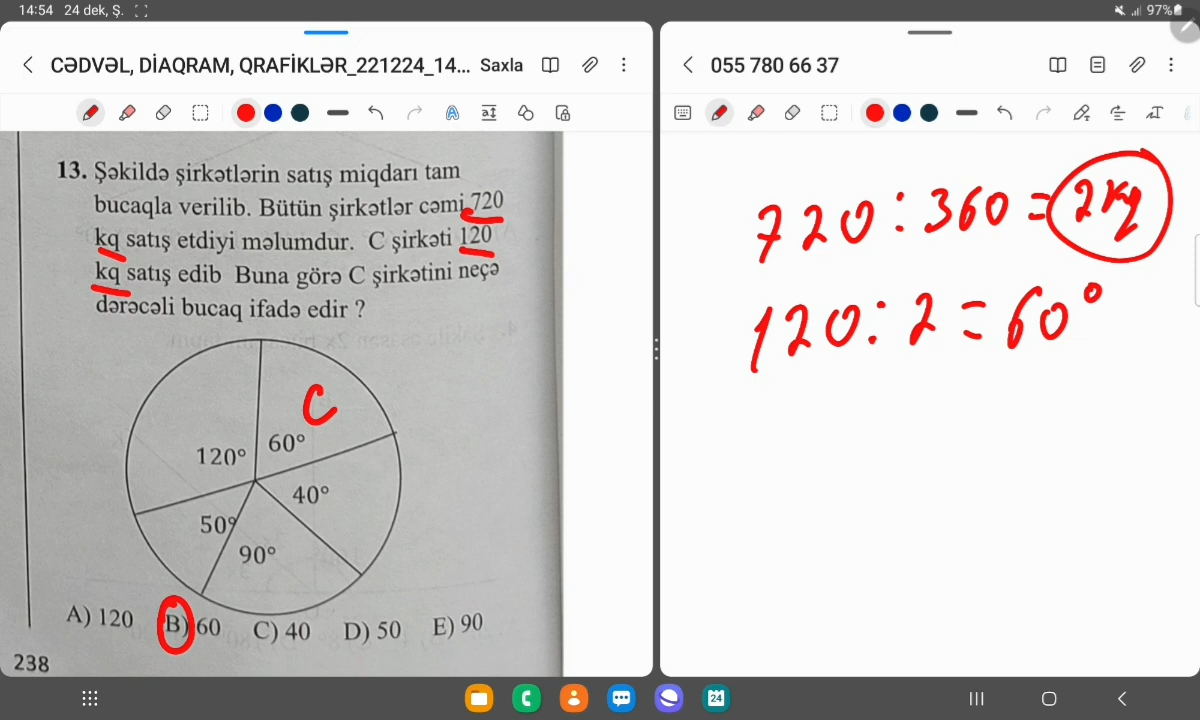 14:54 24 dek, Ş. 97%
CƏDVƏL, DİAQRAM, QRAFİKLƏR_221224_14... Saxla
055 780 66 37
13. Şəkildə şirkətlərin satış miqdarı tam
bucaqla verilib. Bütün şirkətlər cəmi 720
kq satış etdiyi məlumdur. C şirkəti 120
kq satış edib Buna görə C şirkətini neçə
dərəcəli bucaq ifadə edir ?
C
120° 60°
40°
50°
90°
A) 120 B) 60 C) 40 D) 50 E) 90
238
720 : 360 = 2 kq
120 : 2 = 60°
24